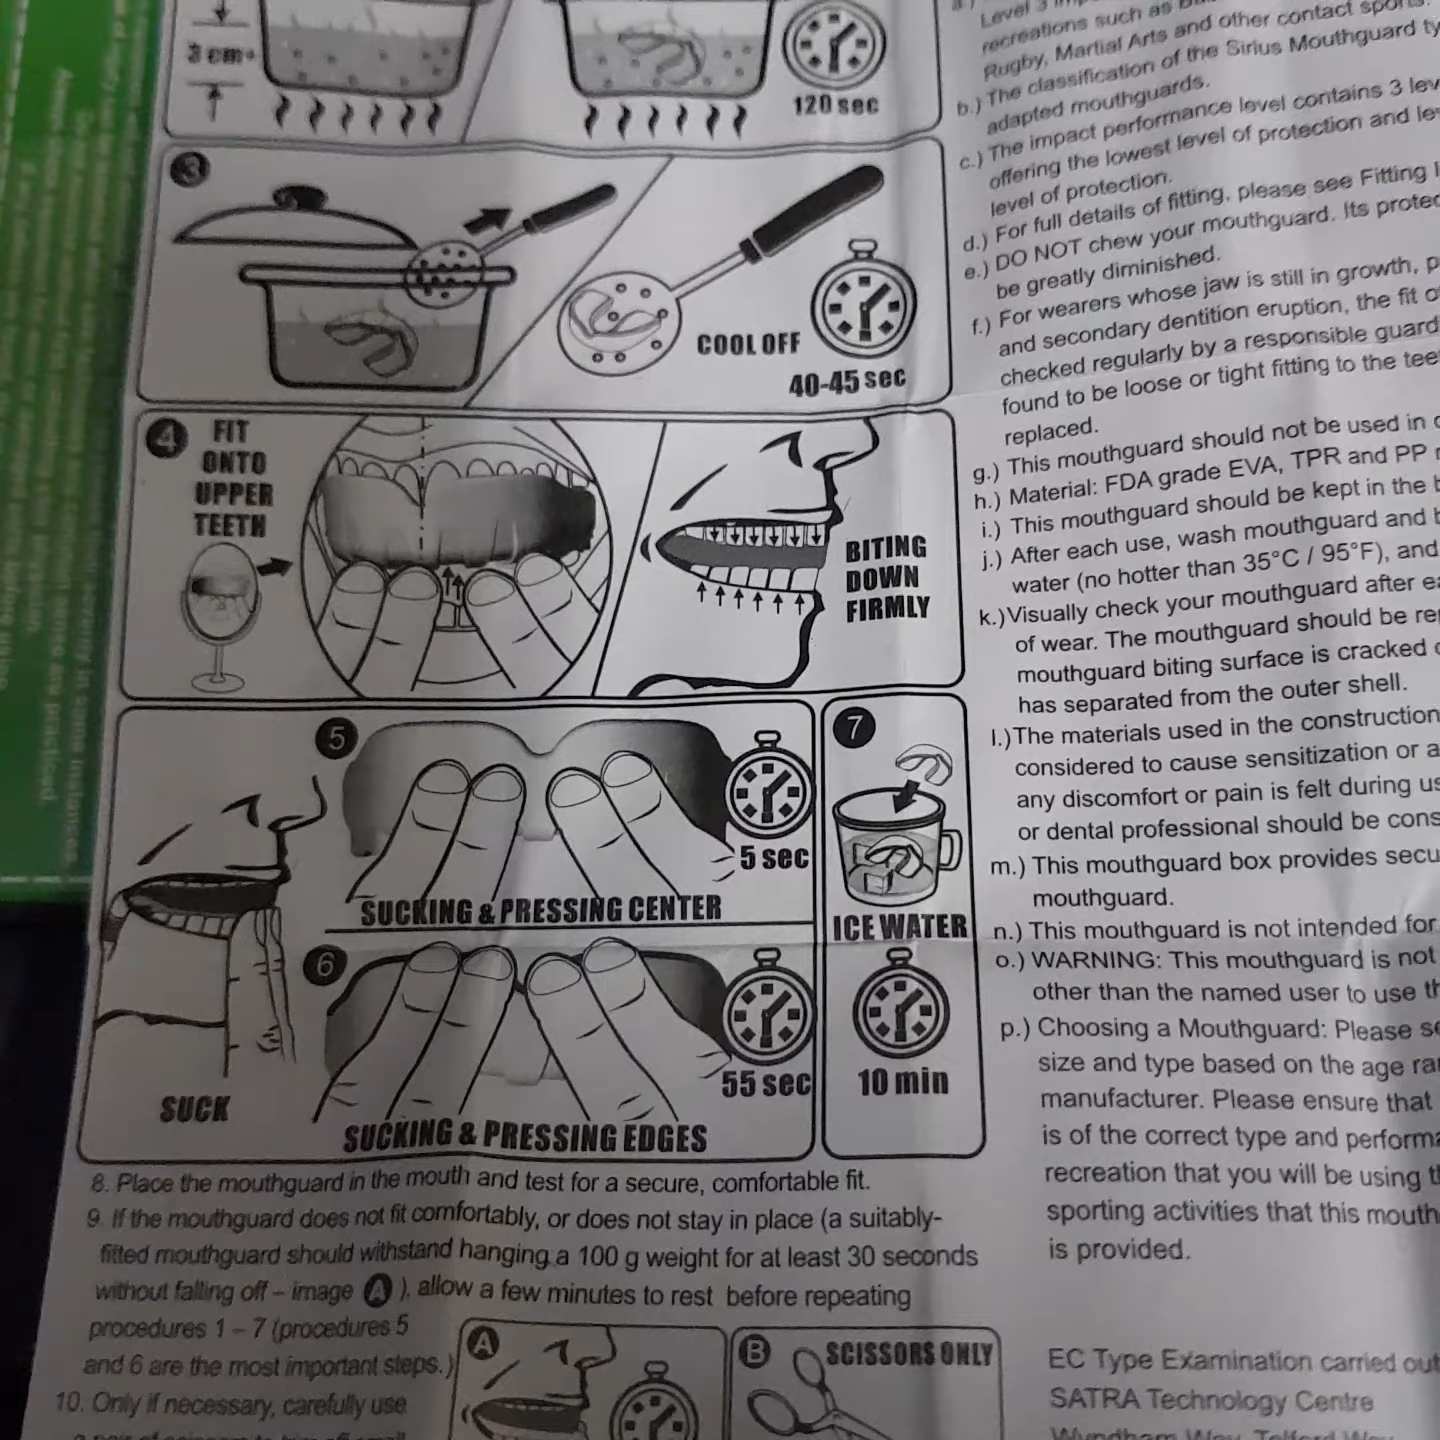 3 cm+
120 sec
3
COOL OFF
40-45 sec
4
FIT
ONTO
UPPER
TEETH
BITING
DOWN
FIRMLY
5
5 sec
SUCKING & PRESSING CENTER
6
55 sec
SUCK
SUCKING & PRESSING EDGES
7
ICE WATER
10 min
8. Place the mouthguard in the mouth and test for a secure, comfortable fit.
9. If the mouthguard does not fit comfortably, or does not stay in place (a suitably-
fitted mouthguard should withstand hanging a 100 g weight for at least 30 seconds
without falling off – image A ), allow a few minutes to rest before repeating
procedures 1 – 7 (procedures 5
and 6 are the most important steps.)
10. Only if necessary, carefully use
A
B
SCISSORS ONLY
Level 3
recreations such as
Rugby, Martial Arts and other contact sports.
b.) The classification of the Sirius Mouthguard
adapted mouthguards.
c.) The impact performance level contains 3
offering the lowest level of protection and
level of protection.
d.) For full details of fitting, please see Fitting
e.) DO NOT chew your mouthguard. Its
be greatly diminished.
f.) For wearers whose jaw is still in growth,
and secondary dentition eruption, the fit
checked regularly by a responsible
found to be loose or tight fitting to the
replaced.
g.) This mouthguard should not be used in
h.) Material: FDA grade EVA, TPR and PP
i.) This mouthguard should be kept in the
j.) After each use, wash mouthguard and
water (no hotter than 35°C / 95°F), and
k.)Visually check your mouthguard after
of wear. The mouthguard should be
mouthguard biting surface is cracked
has separated from the outer shell.
l.)The materials used in the construction
considered to cause sensitization or
any discomfort or pain is felt during
or dental professional should be
m.) This mouthguard box provides
mouthguard.
n.) This mouthguard is not intended for
o.) WARNING: This mouthguard is not
other than the named user to use
p.) Choosing a Mouthguard: Please
size and type based on the age
manufacturer. Please ensure that
is of the correct type and
recreation that you will be using
sporting activities that this
is provided.
EC Type Examination carried out
SATRA Technology Centre